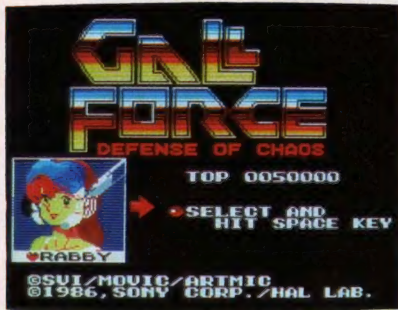 GALL FORCE
DEFENSE OF CHAOS
TOP 0050000
SELECT AND
HIT SPACE KEY
RABBY
©SVI/MOVIC/ARTMIC
©1986, SONY CORP./HAL LAB.